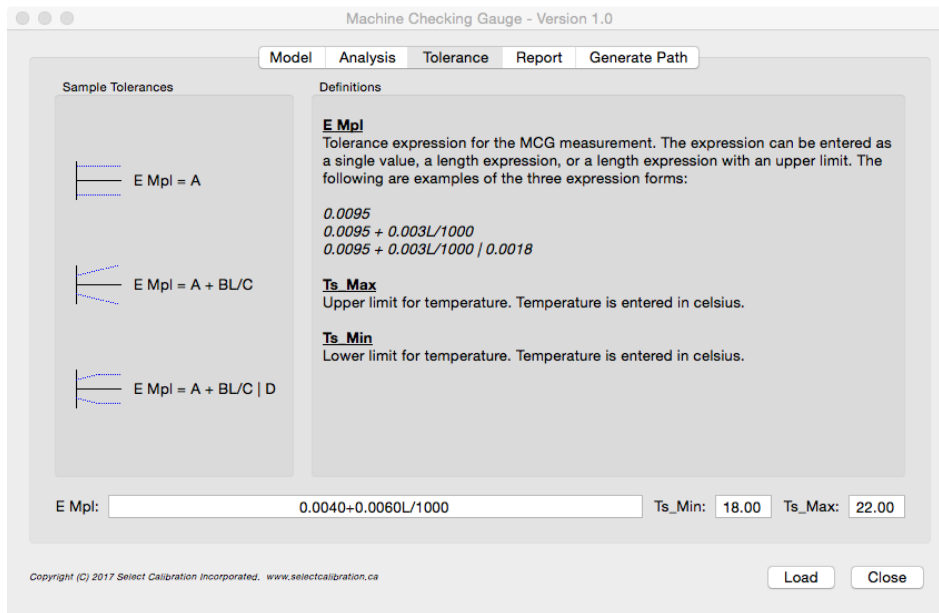 Machine Checking Gauge - Version 1.0
Model Analysis Tolerance Report Generate Path
Sample Tolerances
E Mpl = A
E Mpl = A + BL/C
E Mpl = A + BL/C | D
Definitions
E Mpl
Tolerance expression for the MCG measurement. The expression can be entered as
a single value, a length expression, or a length expression with an upper limit. The
following are examples of the three expression forms:
0.0095
0.0095 + 0.003L/1000
0.0095 + 0.003L/1000 | 0.0018
Ts_Max
Upper limit for temperature. Temperature is entered in celsius.
Ts_Min
Lower limit for temperature. Temperature is entered in celsius.
E Mpl: 0.0040+0.0060L/1000 Ts_Min: 18.00 Ts_Max: 22.00
Copyright (C) 2017 Select Calibration Incorporated. www.selectcalibration.ca
Load Close